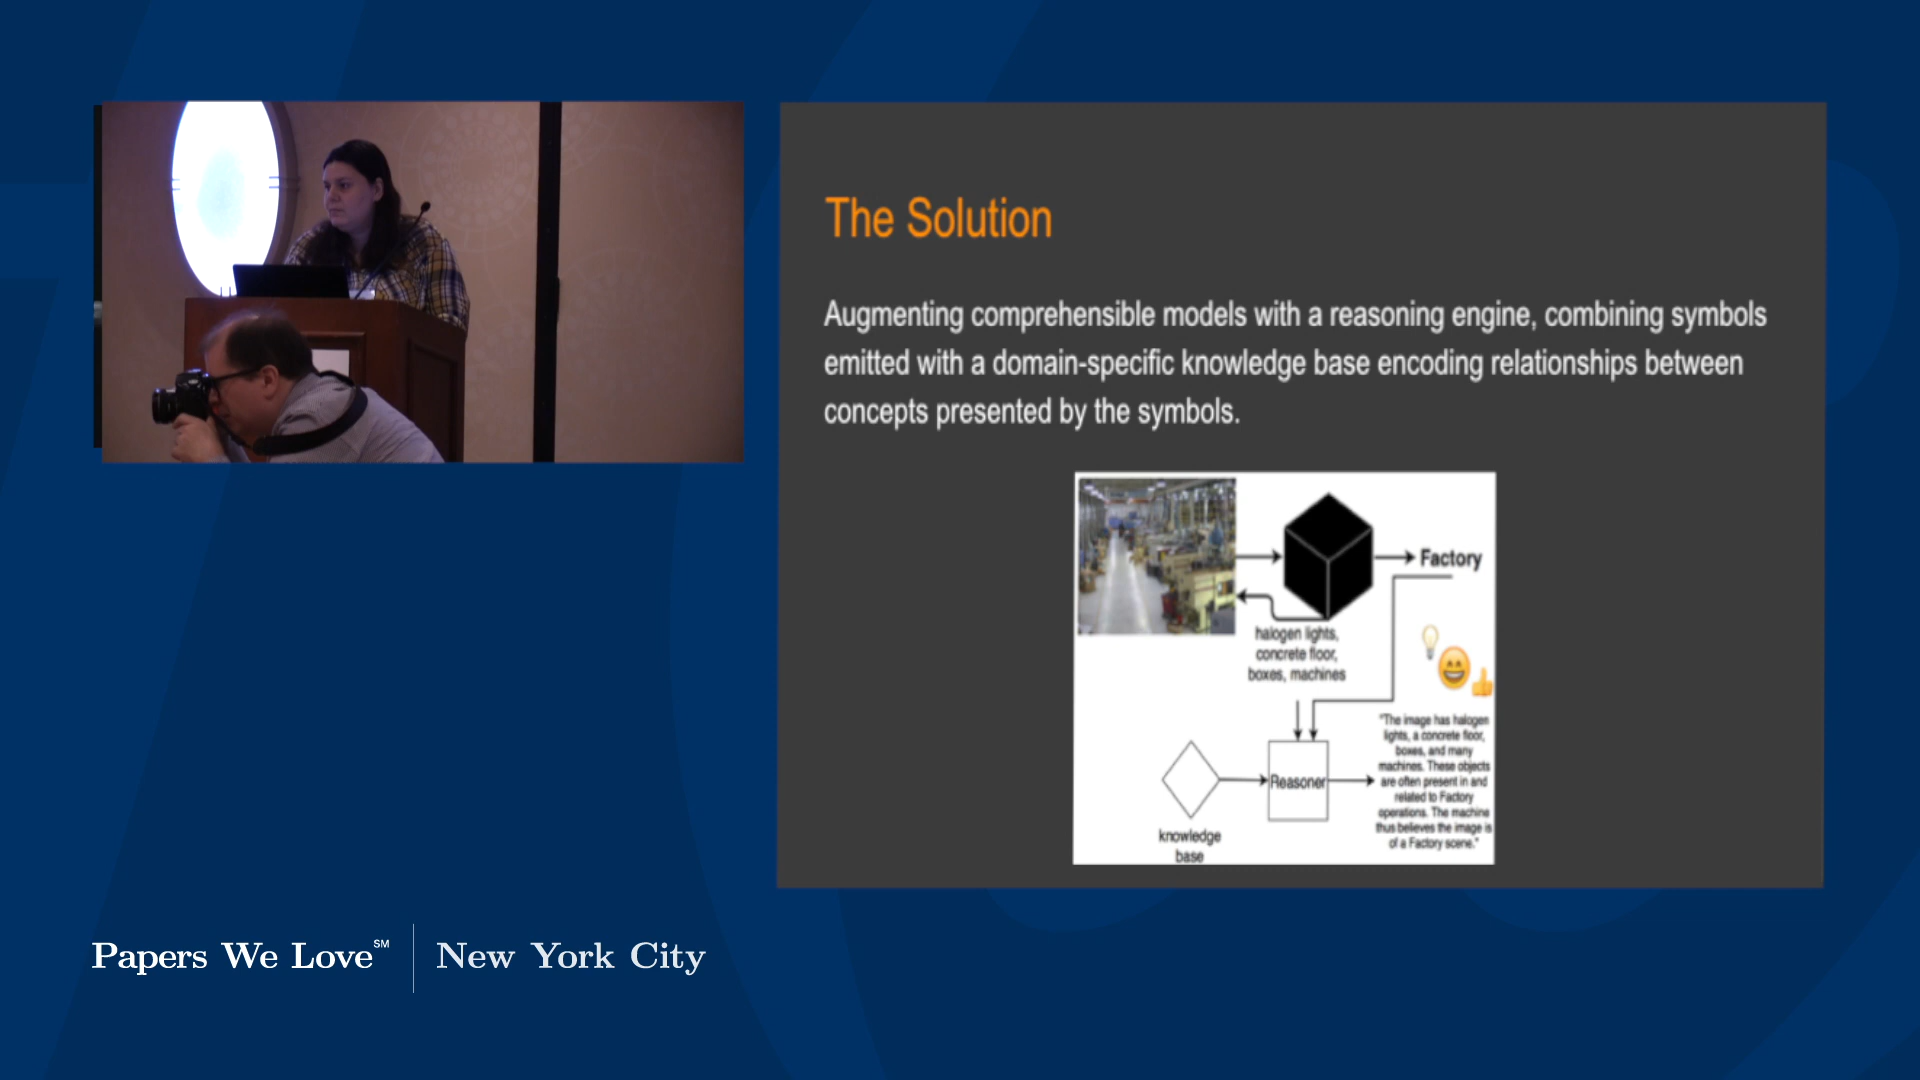 The Solution
Augmenting comprehensible models with a reasoning engine, combining symbols
emitted with a domain-specific knowledge base encoding relationships between
concepts presented by the symbols.
Factory
halogen lights,
concrete floor,
boxes, machines
"The image has halogen
lights, a concrete floor,
boxes, and many
machines. These objects
are often present in and
related to Factory
operations. The machine
thus believes the image is
of a Factory scene."
Reasoner
knowledge
base
Papers We Love℠ | New York City